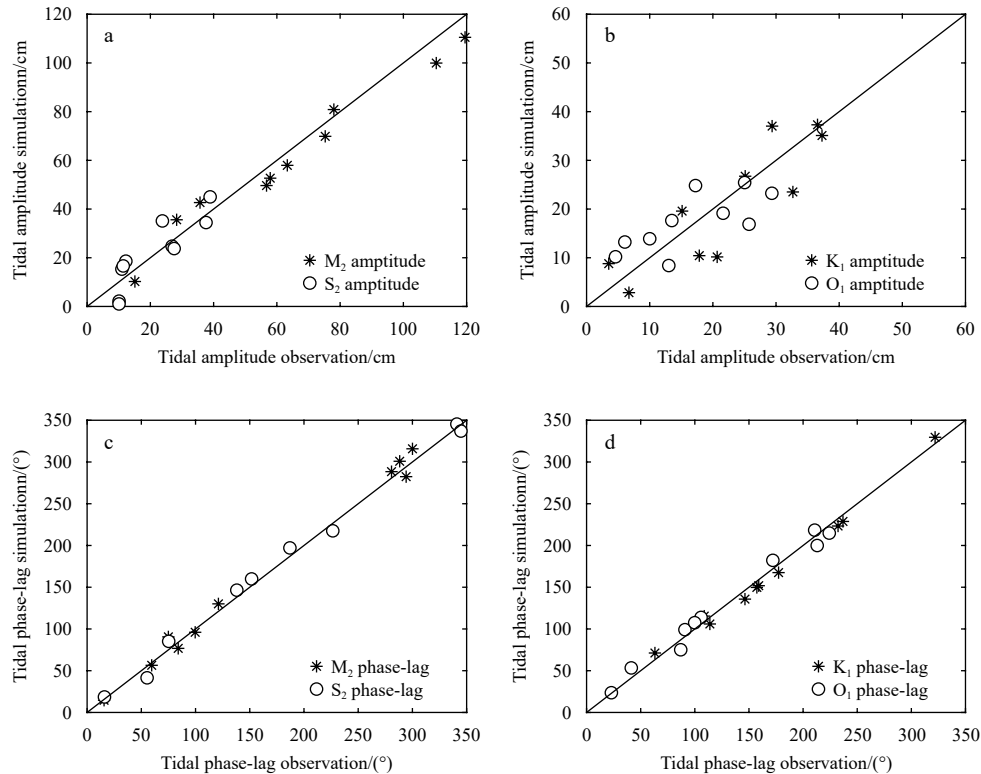 120
100
80
60
40
20
0
Tidal amplitude simulationn/cm
a
M₂ amptitude
S₂ amptitude
0 20 40 60 80 100 120
Tidal amplitude observation/cm
60
50
40
30
20
10
0
Tidal amplitude simulationn/cm
b
K₁ amptitude
O₁ amptitude
0 10 20 30 40 50 60
Tidal amplitude observation/cm
350
300
250
200
150
100
50
0
Tidal phase-lag simulationn/(°)
c
M₂ phase-lag
S₂ phase-lag
0 50 100 150 200 250 300 350
Tidal phase-lag observation/(°)
350
300
250
200
150
100
50
0
Tidal phase-lag simulationn/(°)
d
K₁ phase-lag
O₁ phase-lag
0 50 100 150 200 250 300 350
Tidal phase-lag observation/(°)